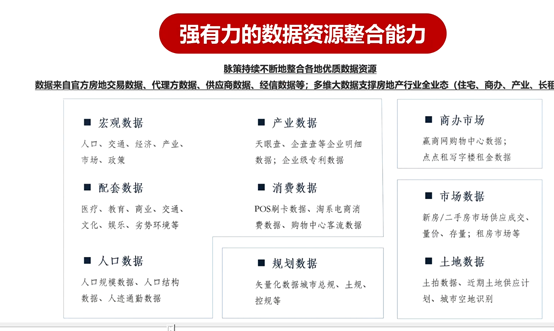 强有力的数据资源整合能力
脉策持续不断地整合各地优质数据资源
数据来自官方房地交易数据、代理方数据、供应商数据、经信数据等；多维大数据支撑房地产行业全业态（住宅、商办、产业、长租
宏观数据
人口、交通、经济、产业、
市场、政策
产业数据
天眼查、企查查等企业明细
数据；企业级专利数据
商办市场
赢商网购物中心数据；
点点租写字楼租金数据
配套数据
医疗、教育、商业、交通、
文化、娱乐、劣势环境等
消费数据
POS刷卡数据、淘系电商消
费数据、购物中心客流数据
市场数据
新房/二手房市场供应成交、
量价、存量；租房市场等
人口数据
人口规模数据、人口结构
数据、人迹通勤数据
规划数据
矢量化数据城市总规、土规、
控规等
土地数据
土拍数据、近期土地供应计
划、城市空地识别